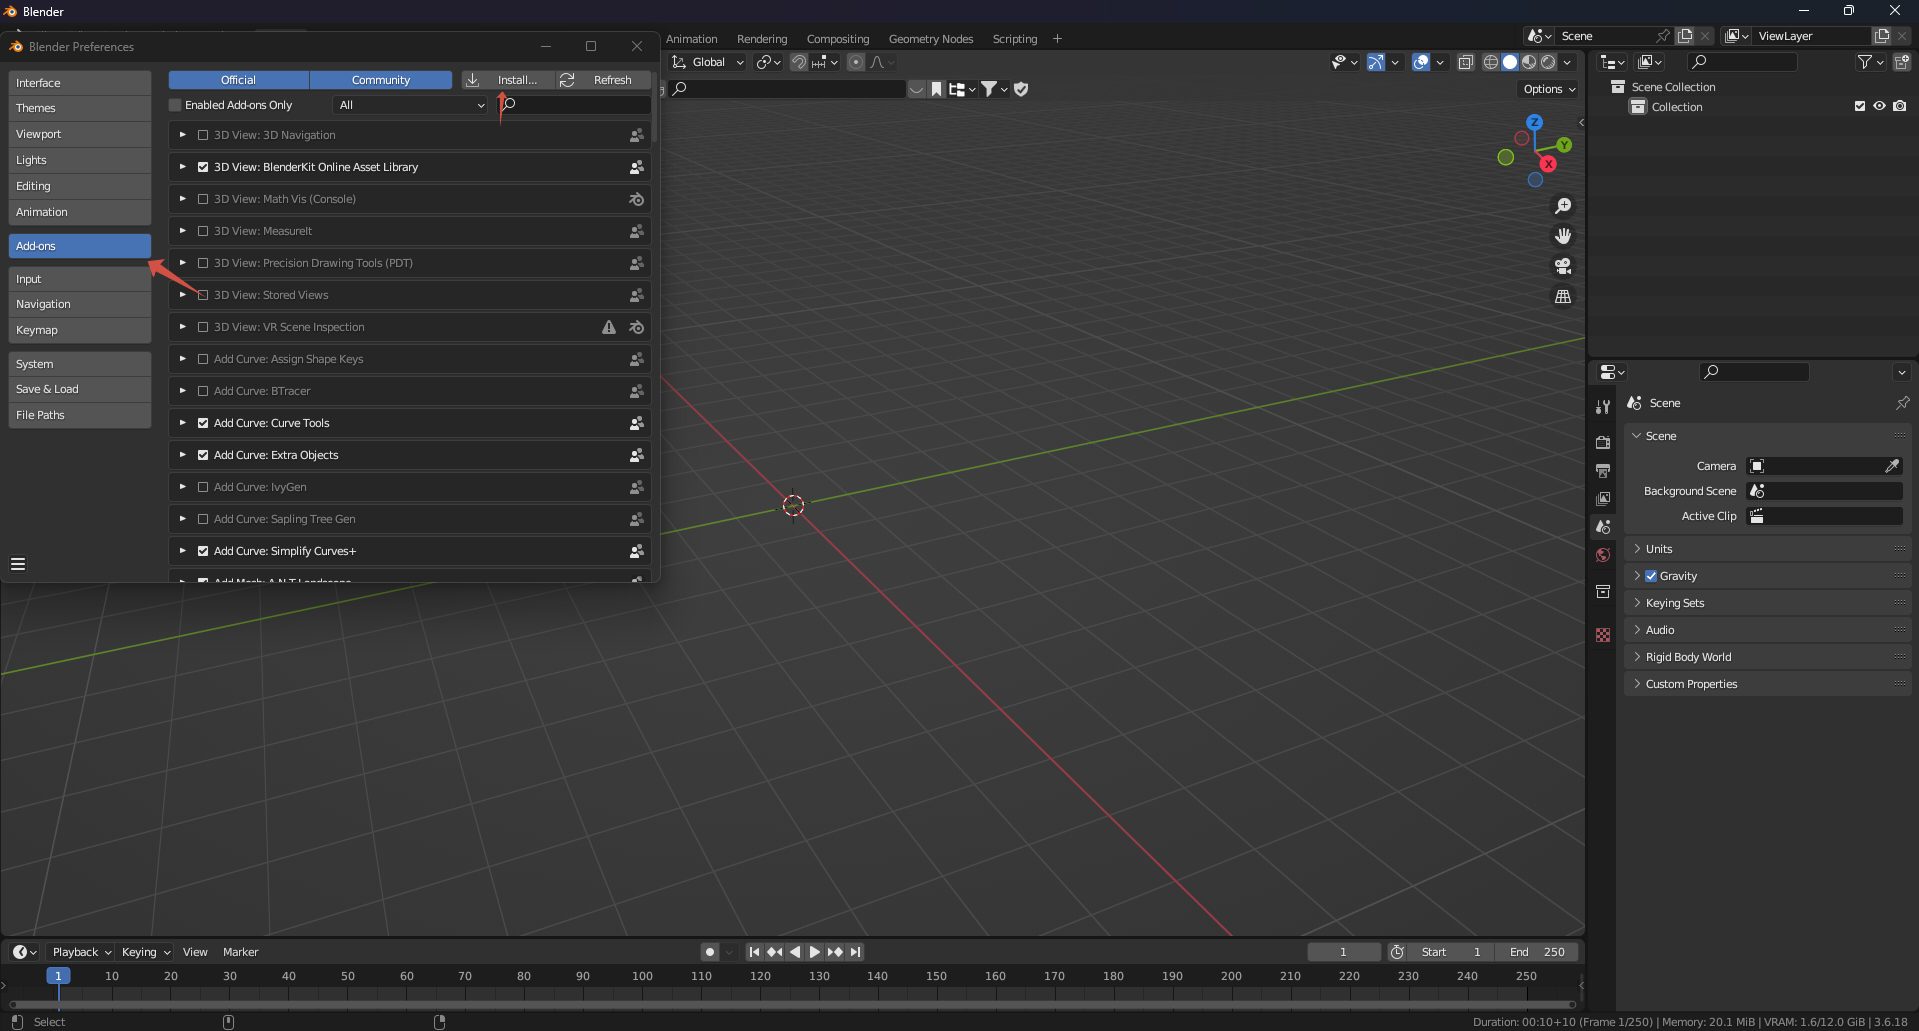 Blender
Blender Preferences
Animation
Rendering
Compositing
Geometry Nodes
Scripting
Scene
ViewLayer
Interface
Themes
Viewport
Lights
Editing
Animation
Add-ons
Input
Navigation
Keymap
System
Save & Load
File Paths
Official
Community
Install...
Refresh
Enabled Add-ons Only
All
3D View: 3D Navigation
3D View: BlenderKit Online Asset Library
3D View: Math Vis (Console)
3D View: MeasureIt
3D View: Precision Drawing Tools (PDT)
3D View: Stored Views
3D View: VR Scene Inspection
Add Curve: Assign Shape Keys
Add Curve: BTracer
Add Curve: Curve Tools
Add Curve: Extra Objects
Add Curve: IvyGen
Add Curve: Sapling Tree Gen
Add Curve: Simplify Curves+
Global
Options
Z
Y
X
Scene Collection
Collection
Scene
Scene
Camera
Background Scene
Active Clip
Units
Gravity
Keying Sets
Audio
Rigid Body World
Custom Properties
Playback
Keying
View
Marker
1
Start 1
End 250
1 10 20 30 40 50 60 70 80 90 100 110 120 130 140 150 160 170 180 190 200 210 220 230 240 250
Select
Duration: 00:10+10 (Frame 1/250) | Memory: 20.1 MiB | VRAM: 1.6/12.0 GiB | 3.6.18